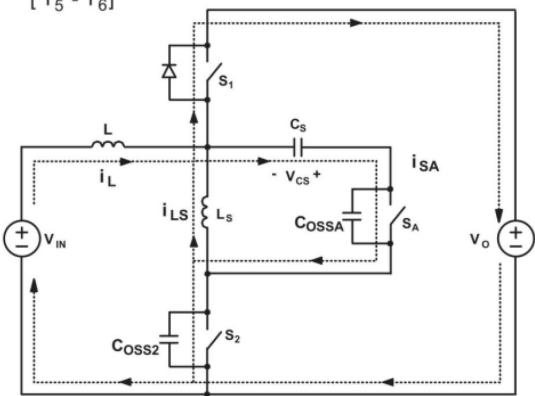 [ T5 - T6]
S1
L
CS
iL
- VCS +
iSA
iLS
LS
COSSA
SA
VIN
VO
COSS2
S2